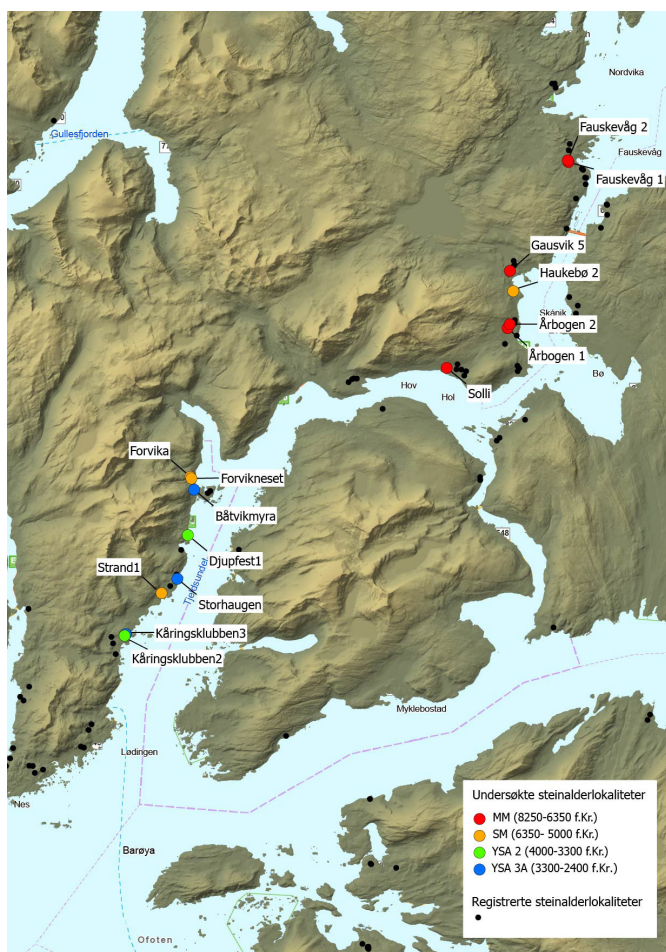 Nordvika
Gullesfjorden
77
Fauskevåg 2
Fauskevåg
Fauskevåg 1
Gausvik 5
Haukebø 2
Skånik
Årbogen 2
Årbogen 1
Bø
Solli
Hov
Hol
Forvika
Forvikneset
Båtvikmyra
Djupfest1
Strand1
Tjeldsundet
Storhaugen
Kåringsklubben3
Kåringsklubben2
Myklebostad
Lødingen
Nes
Barøya
Ofoten
Undersøkte steinalderlokaliteter
MM (8250-6350 f.Kr.)
SM (6350- 5000 f.Kr.)
YSA 2 (4000-3300 f.Kr.)
YSA 3A (3300-2400 f.Kr.)
Registrerte steinalderlokaliteter